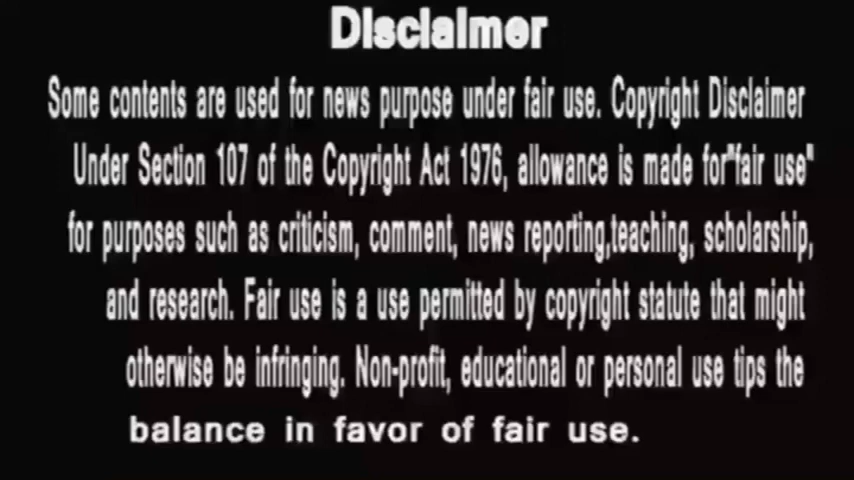 Disclaimer
Some contents are used for news purpose under fair use. Copyright Disclaimer
Under Section 107 of the Copyright Act 1976, allowance is made for"fair use"
for purposes such as criticism, comment, news reporting,teaching, scholarship,
and research. Fair use is a use permitted by copyright statute that might
otherwise be infringing. Non-profit, educational or personal use tips the
balance in favor of fair use.